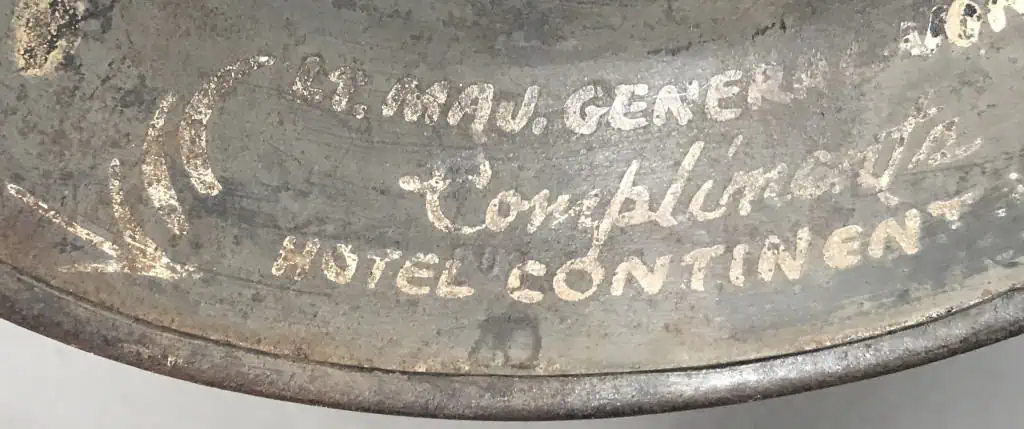 LT. MAJ. GENER
Compliments
HOTEL CONTINENT